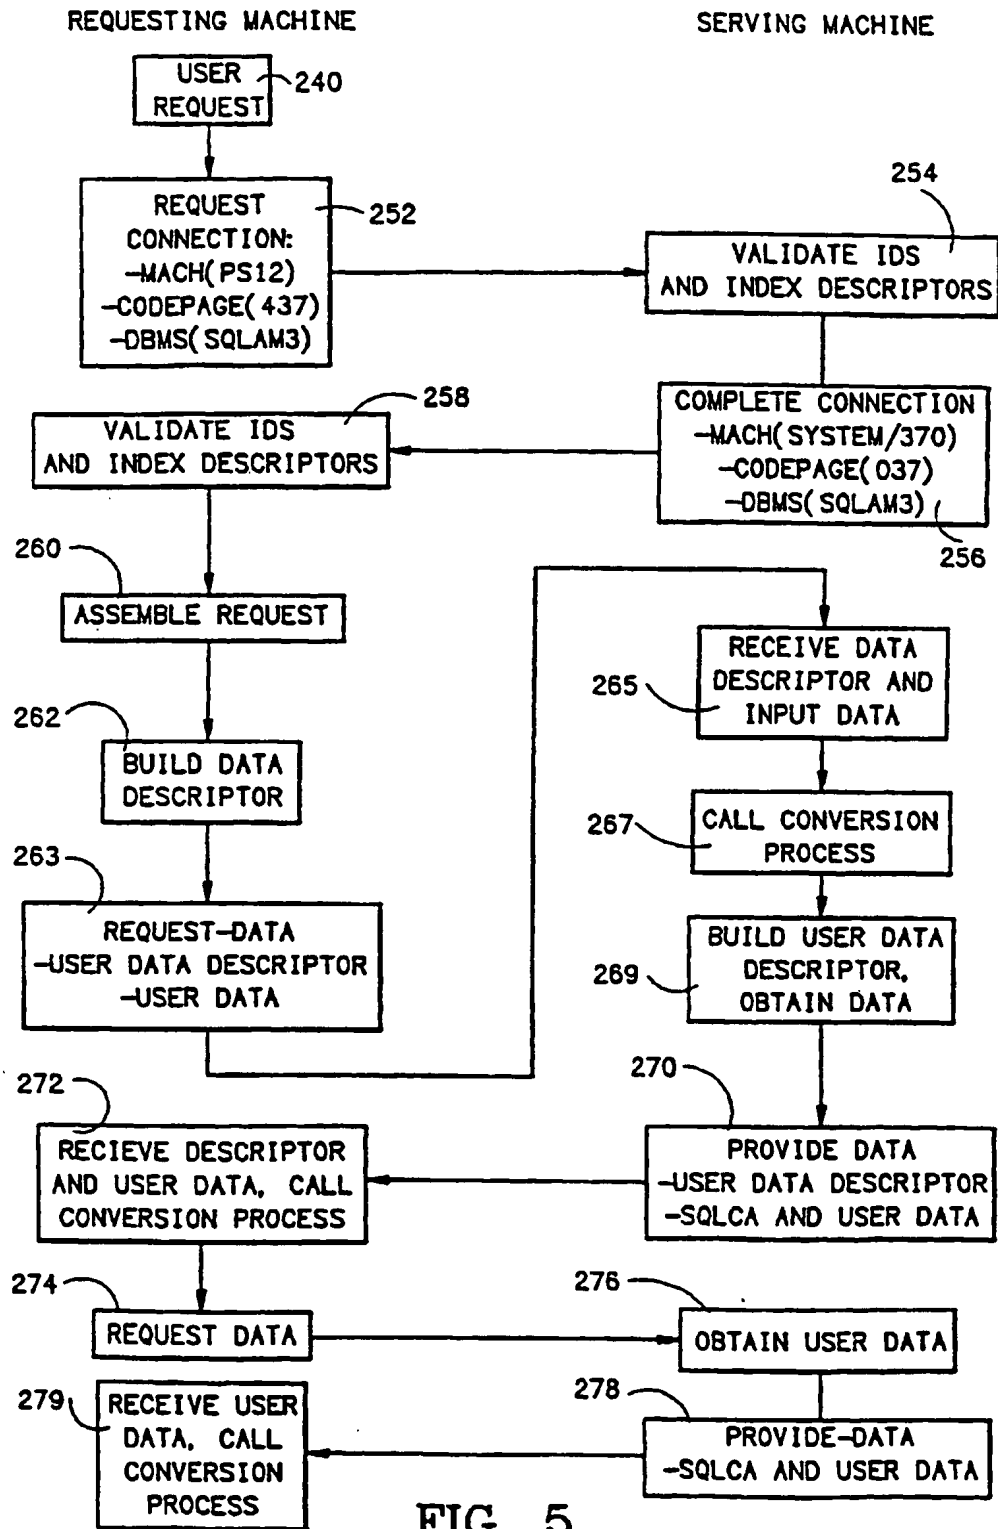 REQUESTING MACHINE
SERVING MACHINE
USER
REQUEST
240
REQUEST
CONNECTION:
-MACH(PS12)
-CODEPAGE(437)
-DBMS(SQLAM3)
252
254
VALIDATE IDS
AND INDEX DESCRIPTORS
COMPLETE CONNECTION
-MACH(SYSTEM/370)
-CODEPAGE(037)
-DBMS(SQLAM3)
256
258
VALIDATE IDS
AND INDEX DESCRIPTORS
260
ASSEMBLE REQUEST
262
BUILD DATA
DESCRIPTOR
263
REQUEST-DATA
-USER DATA DESCRIPTOR
-USER DATA
265
RECEIVE DATA
DESCRIPTOR AND
INPUT DATA
267
CALL CONVERSION
PROCESS
269
BUILD USER DATA
DESCRIPTOR,
OBTAIN DATA
270
PROVIDE DATA
-USER DATA DESCRIPTOR
-SQLCA AND USER DATA
272
RECIEVE DESCRIPTOR
AND USER DATA, CALL
CONVERSION PROCESS
274
REQUEST DATA
276
OBTAIN USER DATA
278
PROVIDE-DATA
-SQLCA AND USER DATA
279
RECEIVE USER
DATA, CALL
CONVERSION
PROCESS
FIG. 5